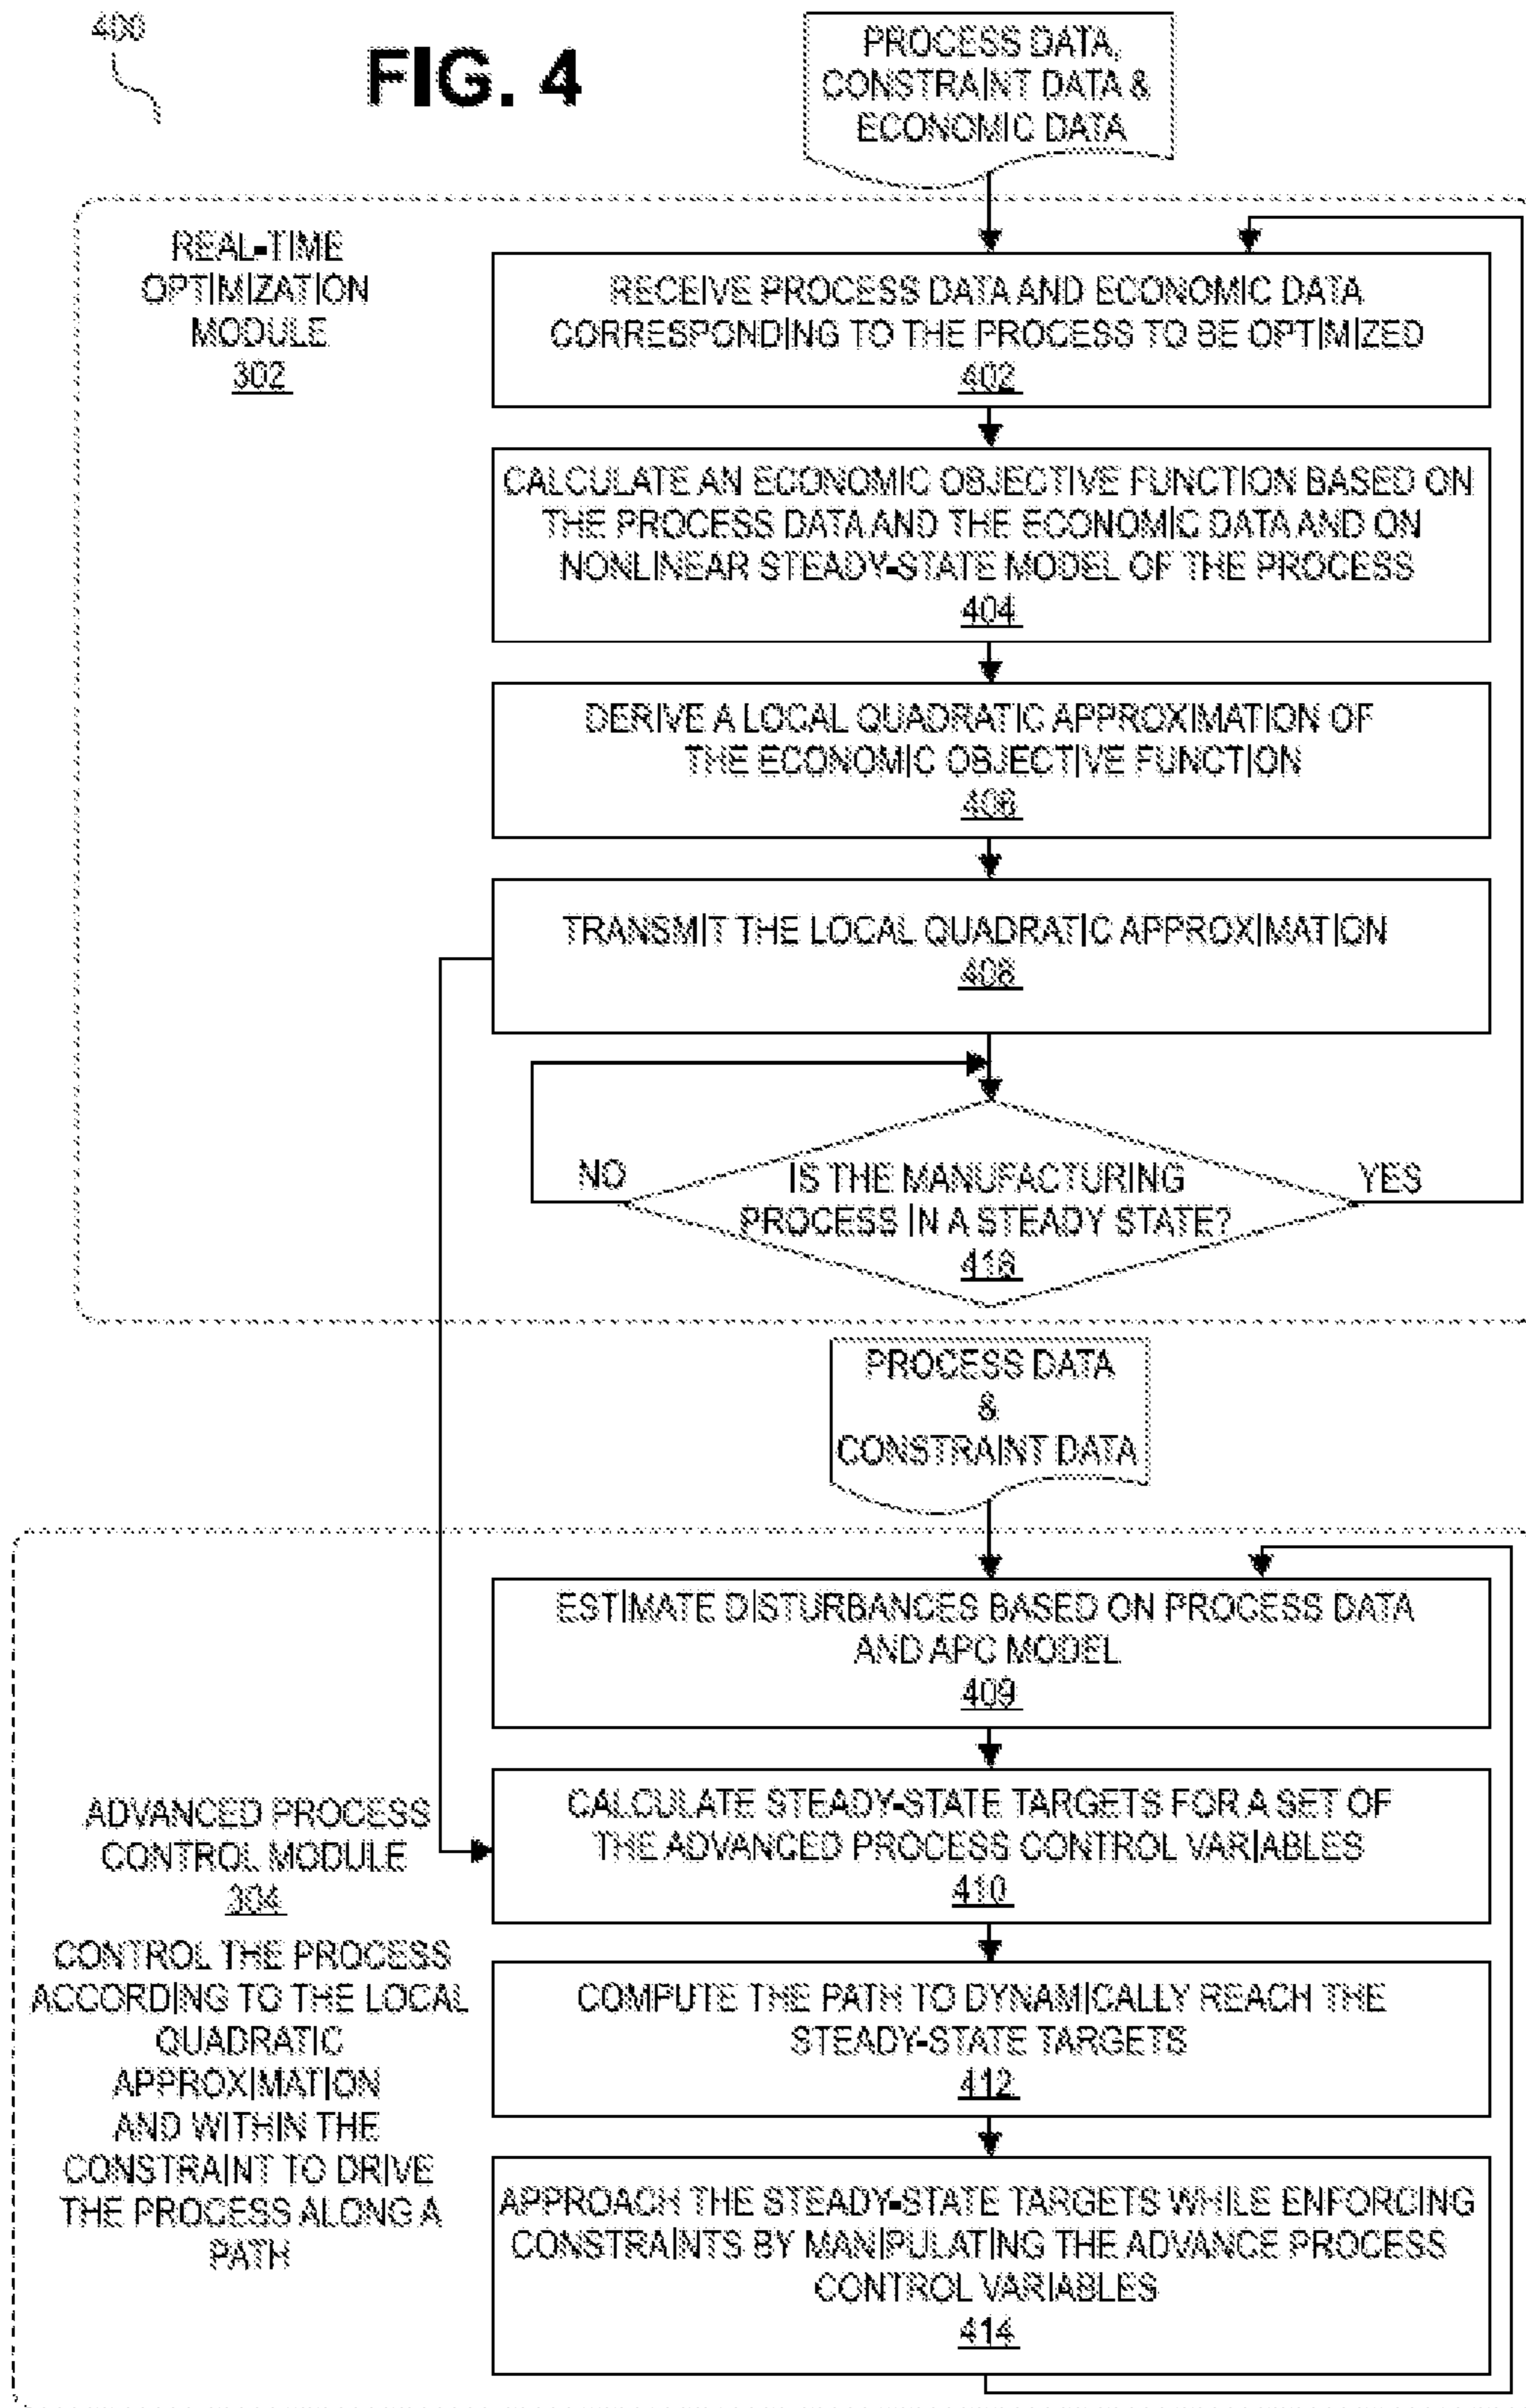 400
FIG. 4
PROCESS DATA,
CONSTRAINT DATA &
ECONOMIC DATA
REAL-TIME
OPTIMIZATION
MODULE
302
RECEIVE PROCESS DATA AND ECONOMIC DATA
CORRESPONDING TO THE PROCESS TO BE OPTIMIZED
402
CALCULATE AN ECONOMIC OBJECTIVE FUNCTION BASED ON
THE PROCESS DATA AND THE ECONOMIC DATA AND ON
NONLINEAR STEADY-STATE MODEL OF THE PROCESS
404
DERIVE A LOCAL QUADRATIC APPROXIMATION OF
THE ECONOMIC OBJECTIVE FUNCTION
406
TRANSMIT THE LOCAL QUADRATIC APPROXIMATION
408
NO
IS THE MANUFACTURING
PROCESS IN A STEADY STATE?
416
YES
PROCESS DATA
&
CONSTRAINT DATA
ESTIMATE DISTURBANCES BASED ON PROCESS DATA
AND APC MODEL
409
ADVANCED PROCESS
CONTROL MODULE
304
CONTROL THE PROCESS
ACCORDING TO THE LOCAL
QUADRATIC
APPROXIMATION
AND WITHIN THE
CONSTRAINT TO DRIVE
THE PROCESS ALONG A
PATH
CALCULATE STEADY-STATE TARGETS FOR A SET OF
THE ADVANCED PROCESS CONTROL VARIABLES
410
COMPUTE THE PATH TO DYNAMICALLY REACH THE
STEADY-STATE TARGETS
412
APPROACH THE STEADY-STATE TARGETS WHILE ENFORCING
CONSTRAINTS BY MANIPULATING THE ADVANCE PROCESS
CONTROL VARIABLES
414